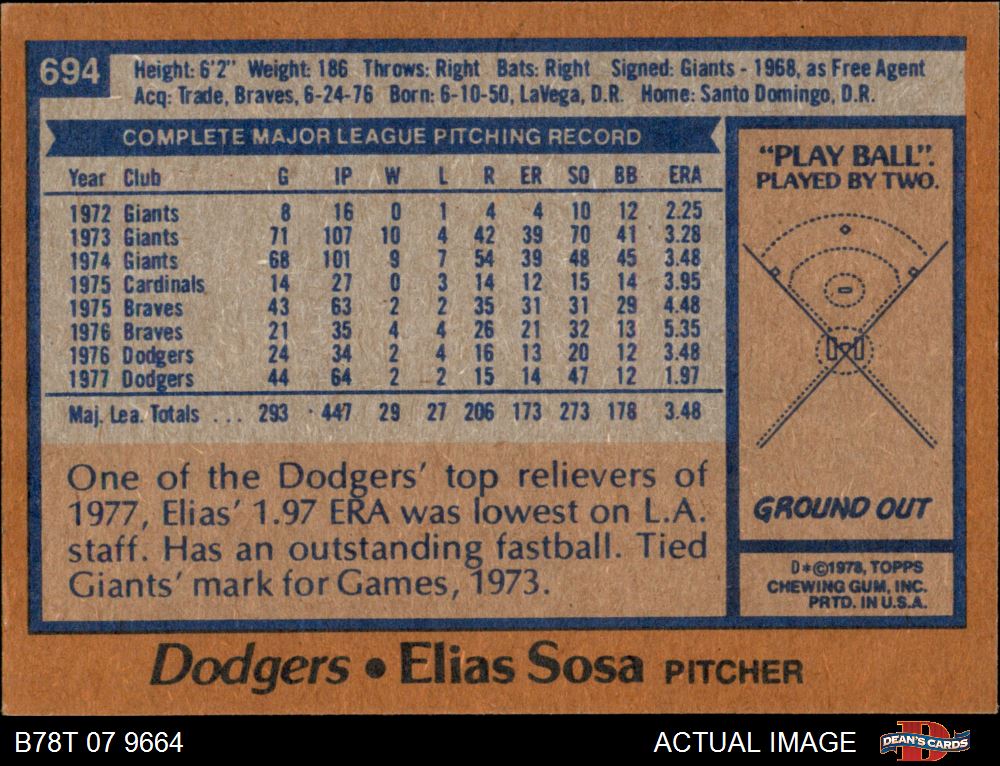 694
Height: 6'2" Weight: 186 Throws: Right Bats: Right Signed: Giants - 1968, as Free Agent
Acq: Trade, Braves, 6-24-76 Born: 6-10-50, LaVega, D.R. Home: Santo Domingo, D.R.
COMPLETE MAJOR LEAGUE PITCHING RECORD
Year Club G IP W L R ER SO BB ERA
1972 Giants 8 16 0 1 4 4 10 12 2.25
1973 Giants 71 107 10 4 42 39 70 41 3.28
1974 Giants 68 101 9 7 54 39 48 45 3.48
1975 Cardinals 14 27 0 3 14 12 15 14 3.95
1975 Braves 43 63 2 2 35 31 31 29 4.48
1976 Braves 21 35 4 4 26 21 32 13 5.35
1976 Dodgers 24 34 2 4 16 13 20 12 3.48
1977 Dodgers 44 64 2 2 15 14 47 12 1.97
Maj. Lea. Totals ... 293 447 29 27 206 173 273 178 3.48
One of the Dodgers' top relievers of
1977, Elias' 1.97 ERA was lowest on L.A.
staff. Has an outstanding fastball. Tied
Giants' mark for Games, 1973.
"PLAY BALL".
PLAYED BY TWO.
GROUND OUT
D*©1978, TOPPS
CHEWING GUM, INC.
PRTD. IN U.S.A.
Dodgers • Elias Sosa PITCHER
B78T 07 9664
ACTUAL IMAGE
DEAN'S CARDS